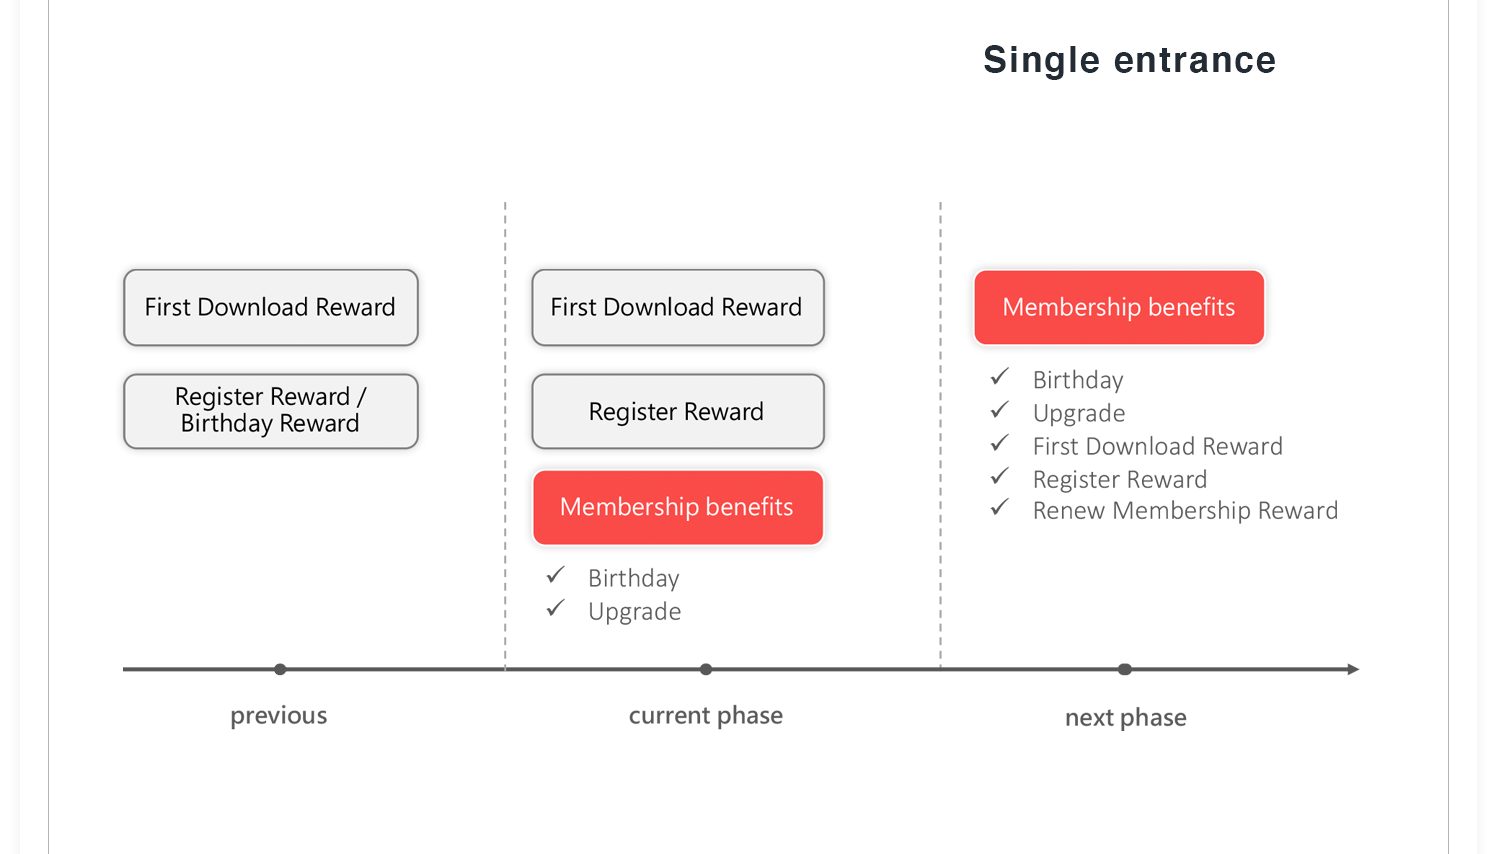 Single entrance
First Download Reward
Register Reward /
Birthday Reward
First Download Reward
Register Reward
Membership benefits
Birthday
Upgrade
Membership benefits
Birthday
Upgrade
First Download Reward
Register Reward
Renew Membership Reward
previous
current phase
next phase